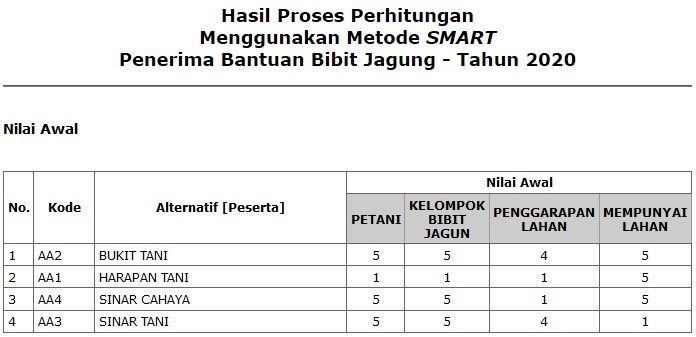 Hasil Proses Perhitungan
Menggunakan Metode SMART
Penerima Bantuan Bibit Jagung - Tahun 2020
Nilai Awal
No. Kode Alternatif [Peserta] Nilai Awal
PETANI KELOMPOK BIBIT JAGUN PENGGARAPAN LAHAN MEMPUNYAI LAHAN
1 AA2 BUKIT TANI 5 5 4 5
2 AA1 HARAPAN TANI 1 1 1 5
3 AA4 SINAR CAHAYA 5 5 1 5
4 AA3 SINAR TANI 5 5 4 1